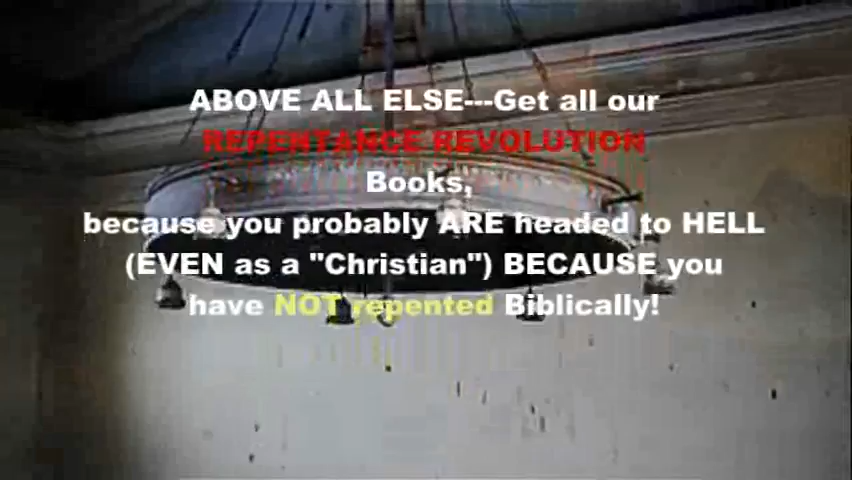 ABOVE ALL ELSE---Get all our
REPENTANCE REVOLUTION
Books,
because you probably ARE headed to HELL
(EVEN as a "Christian") BECAUSE you
have NOT repented Biblically!